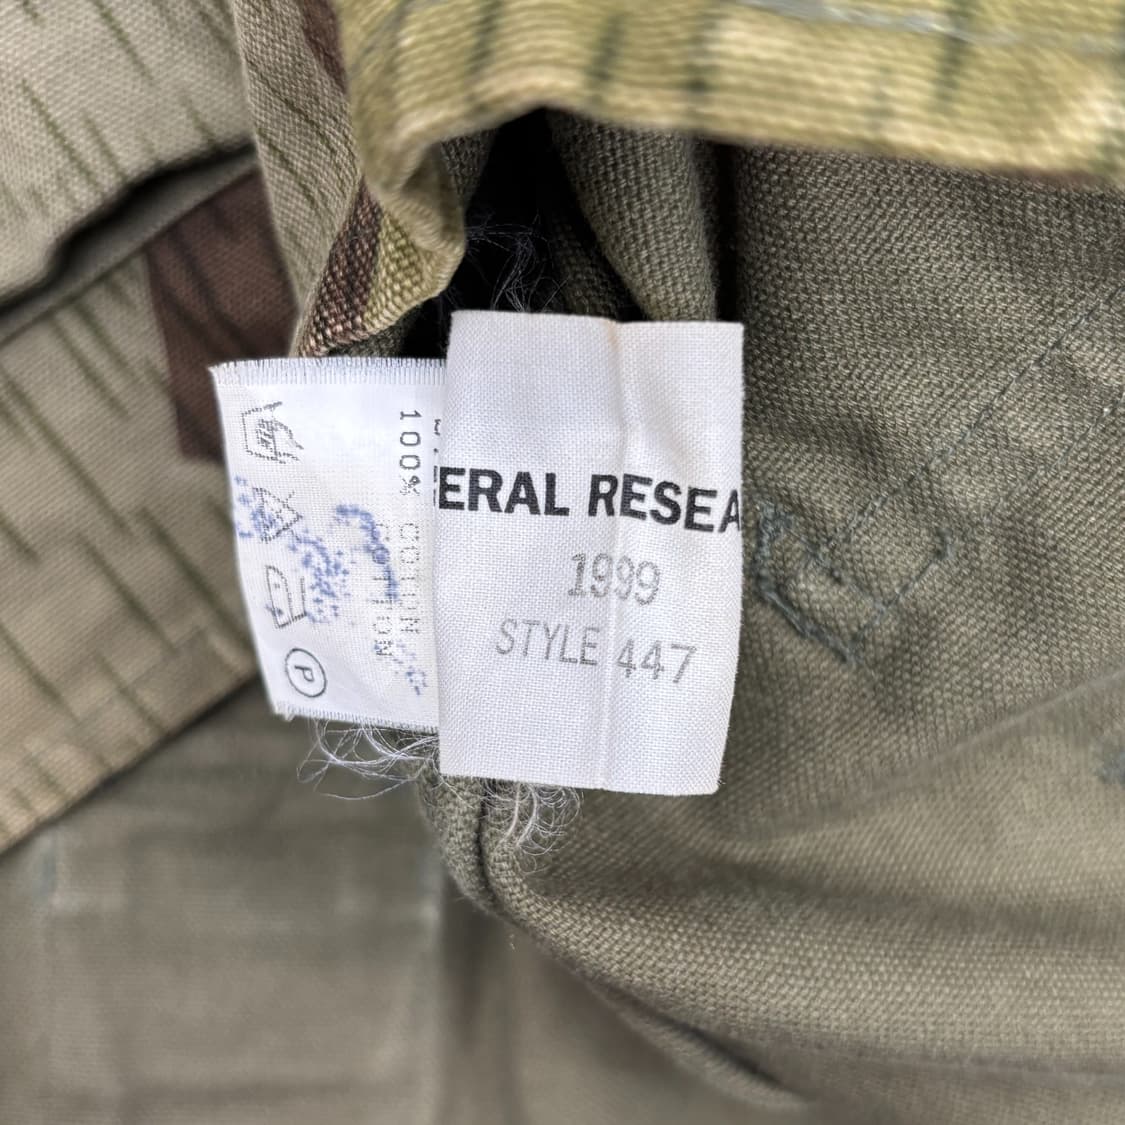 ERAL RESEA
1999
STYLE 447
100% COTTON
P